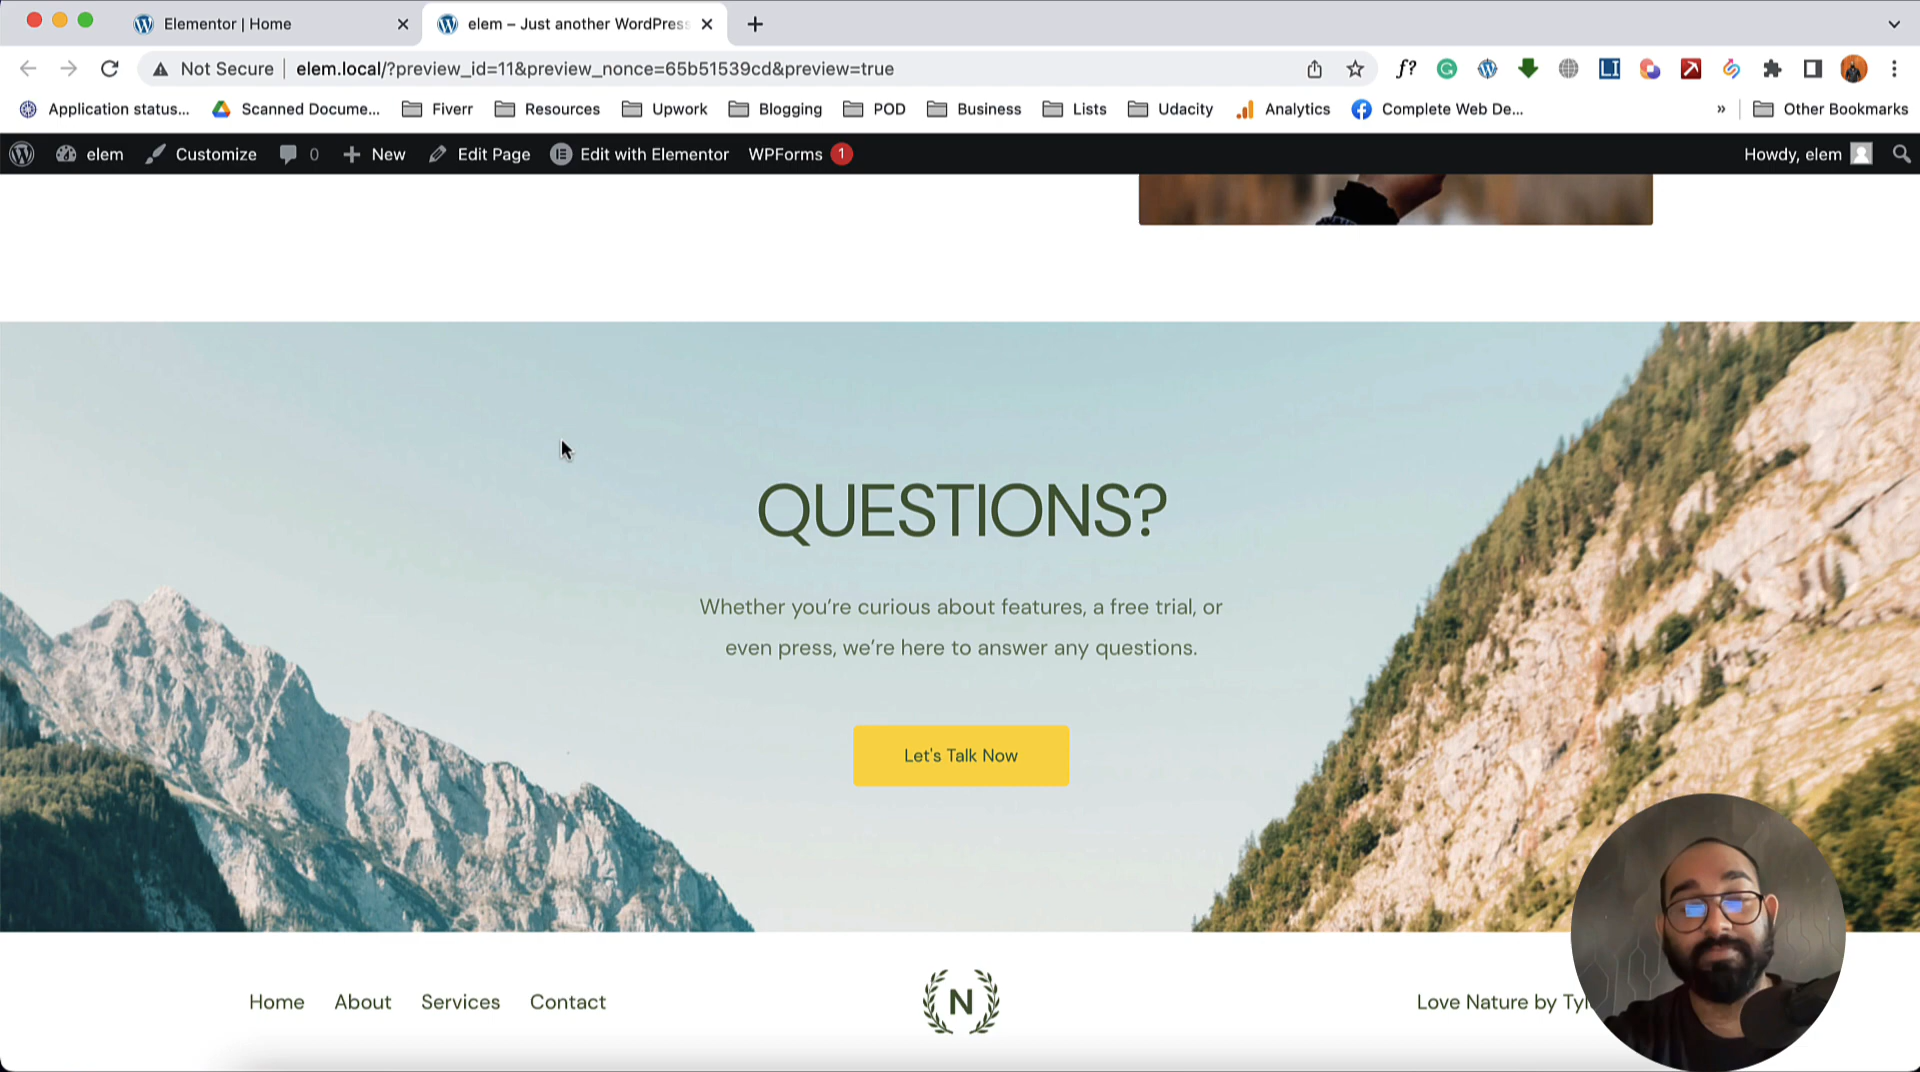 Elementor | Home
elem – Just another WordPress
Not Secure
elem.local/?preview_id=11&preview_nonce=65b51539cd&preview=true
f?
LI
Application status...
Scanned Docume...
Fiverr
Resources
Upwork
Blogging
POD
Business
Lists
Udacity
Analytics
Complete Web De...
»
Other Bookmarks
elem
Customize
0
New
Edit Page
Edit with Elementor
WPForms
1
Howdy, elem
QUESTIONS?
Whether you're curious about features, a free trial, or
even press, we're here to answer any questions.
Let's Talk Now
Home
About
Services
Contact
N
Love Nature by